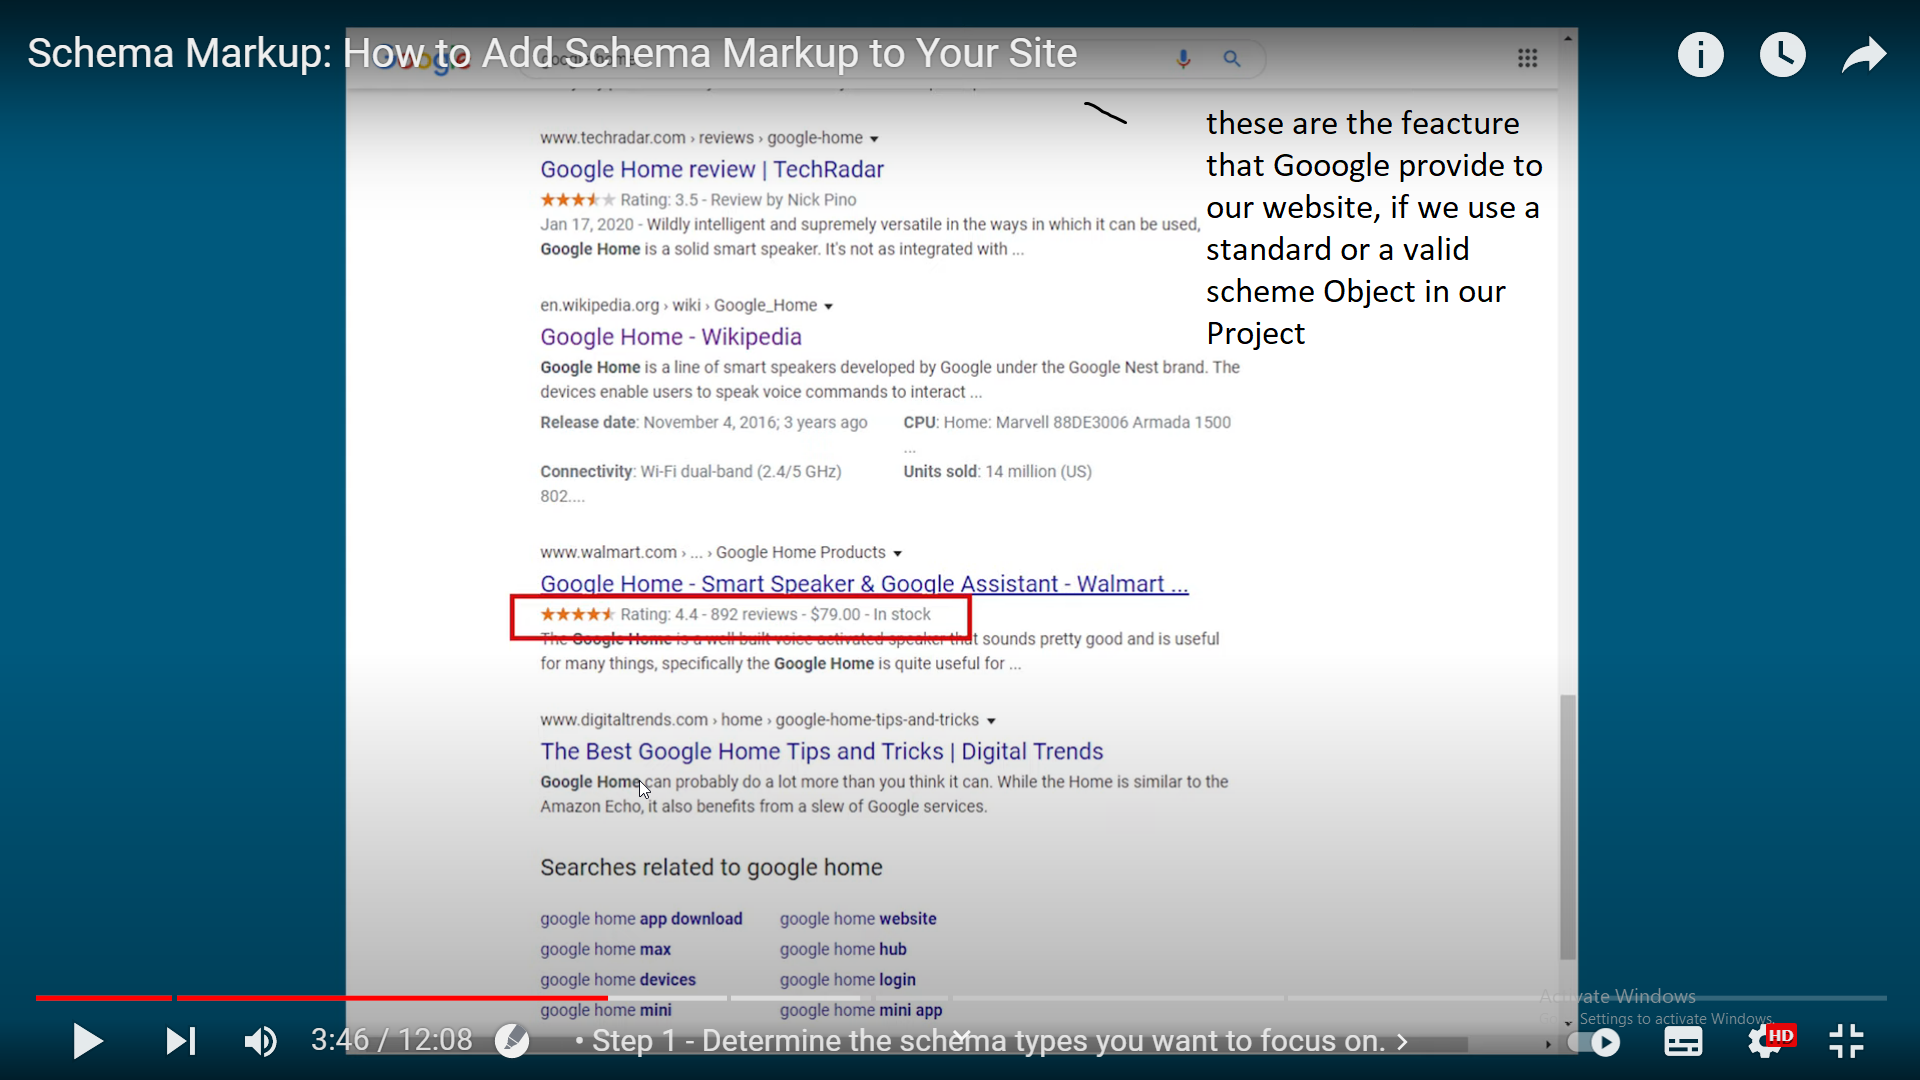 Schema Markup: How to Add Schema Markup to Your Site
www.techradar.com › reviews › google-home
Google Home review | TechRadar
Rating: 3.5 - Review by Nick Pino
Jan 17, 2020 - Wildly intelligent and supremely versatile in the ways in which it can be used,
Google Home is a solid smart speaker. It's not as integrated with ...
these are the feacture
that Gooogle provide to
our website, if we use a
standard or a valid
scheme Object in our
Project
en.wikipedia.org › wiki › Google_Home
Google Home - Wikipedia
Google Home is a line of smart speakers developed by Google under the Google Nest brand. The
devices enable users to speak voice commands to interact ...
Release date: November 4, 2016; 3 years ago CPU: Home: Marvell 88DE3006 Armada 1500
...
Connectivity: Wi-Fi dual-band (2.4/5 GHz) Units sold: 14 million (US)
802....
www.walmart.com › ... › Google Home Products
Google Home - Smart Speaker & Google Assistant - Walmart ...
Rating: 4.4 - 892 reviews - $79.00 - In stock
The Google Home is a well built voice activated speaker that sounds pretty good and is useful
for many things, specifically the Google Home is quite useful for ...
www.digitaltrends.com › home › google-home-tips-and-tricks
The Best Google Home Tips and Tricks | Digital Trends
Google Home can probably do a lot more than you think it can. While the Home is similar to the
Amazon Echo, it also benefits from a slew of Google services.
Searches related to google home
google home app download google home website
google home max google home hub
google home devices google home login
google home mini google home mini app
Activate Windows
Settings to activate Windows.
3:46 / 12:08 • Step 1 - Determine the schema types you want to focus on. › HD